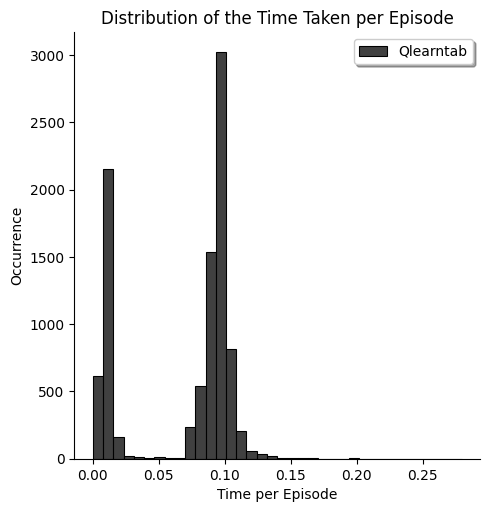 Distribution of the Time Taken per Episode
Qlearntab
3000
2500
2000
1500
1000
500
0
Occurrence
0.00 0.05 0.10 0.15 0.20 0.25
Time per Episode